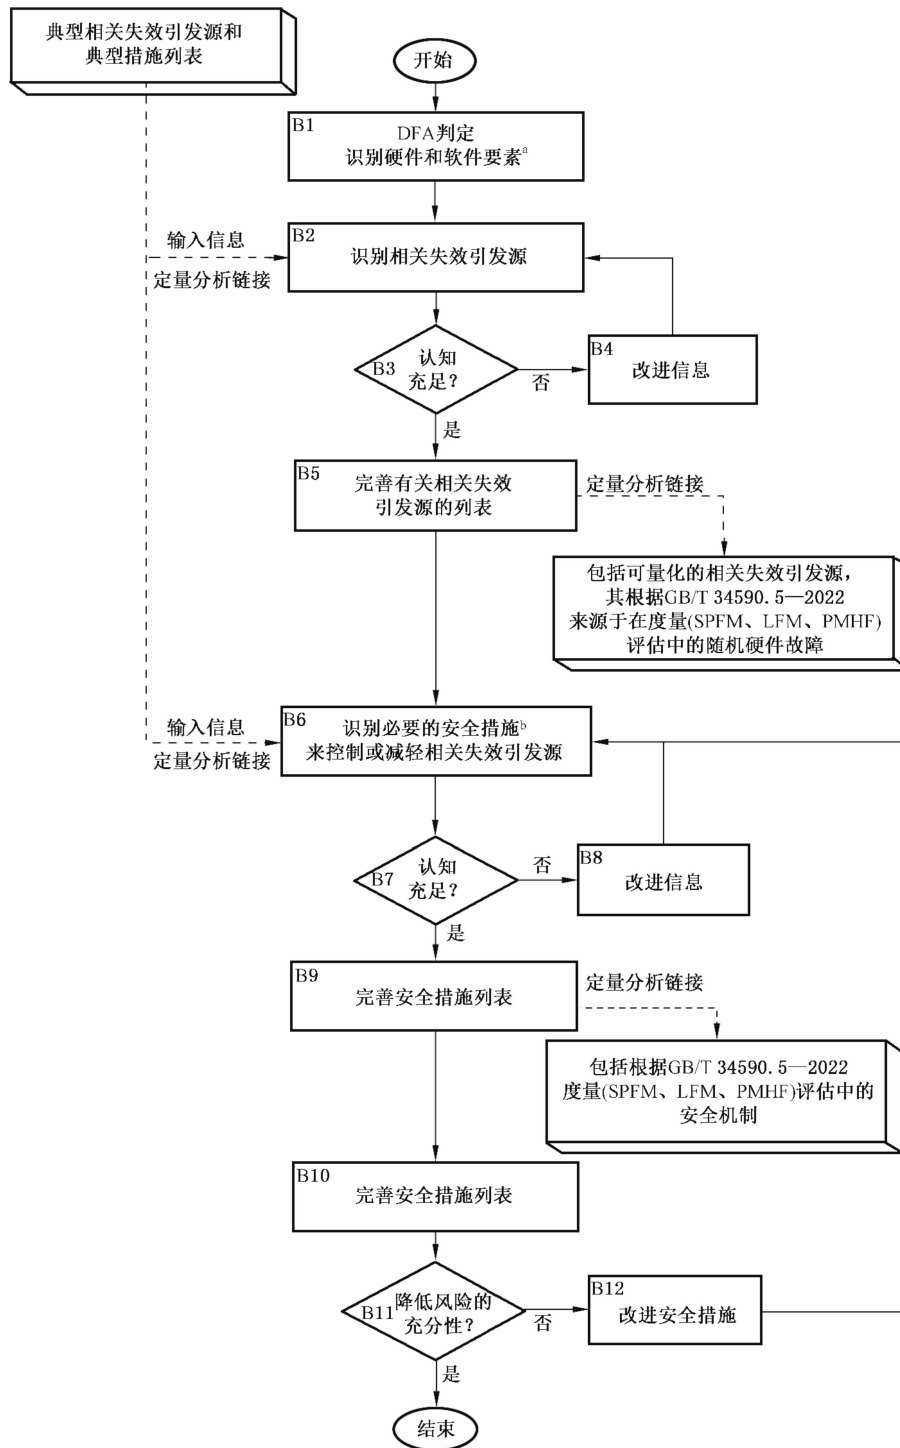 典型相关失效引发源和
典型措施列表
开始
B1
DFA判定
识别硬件和软件要素a
B2
识别相关失效引发源
输入信息
定量分析链接
B3
认知
充足?
否
B4
改进信息
是
B5
完善有关相关失效
引发源的列表
定量分析链接
包括可量化的相关失效引发源，
其根据GB/T 34590.5—2022
来源于在度量(SPFM、LFM、PMHF)
评估中的随机硬件故障
B6
识别必要的安全措施b
来控制或减轻相关失效引发源
输入信息
定量分析链接
B7
认知
充足?
否
B8
改进信息
是
B9
完善安全措施列表
定量分析链接
包括根据GB/T 34590.5—2022
度量(SPFM、LFM、PMHF)评估中的
安全机制
B10
完善安全措施列表
B11
降低风险的
充分性?
否
B12
改进安全措施
是
结束